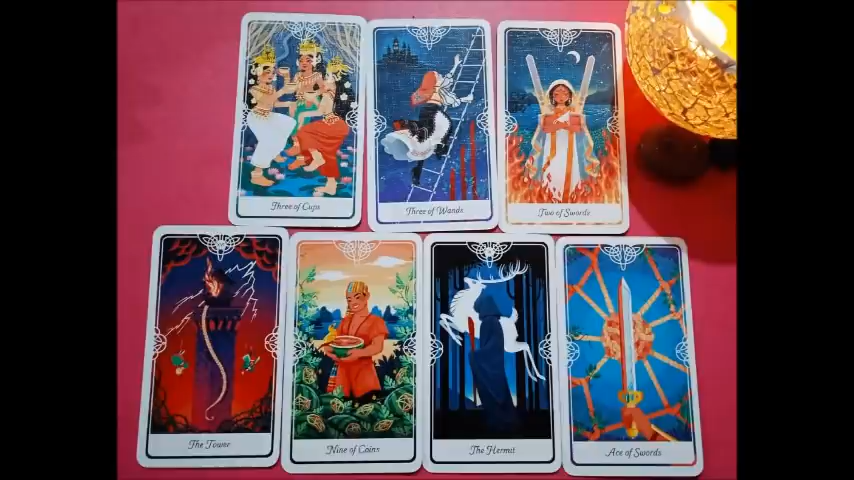 Three of Cups
Three of Wands
Two of Swords
The Tower
Nine of Coins
The Hermit
Ace of Swords